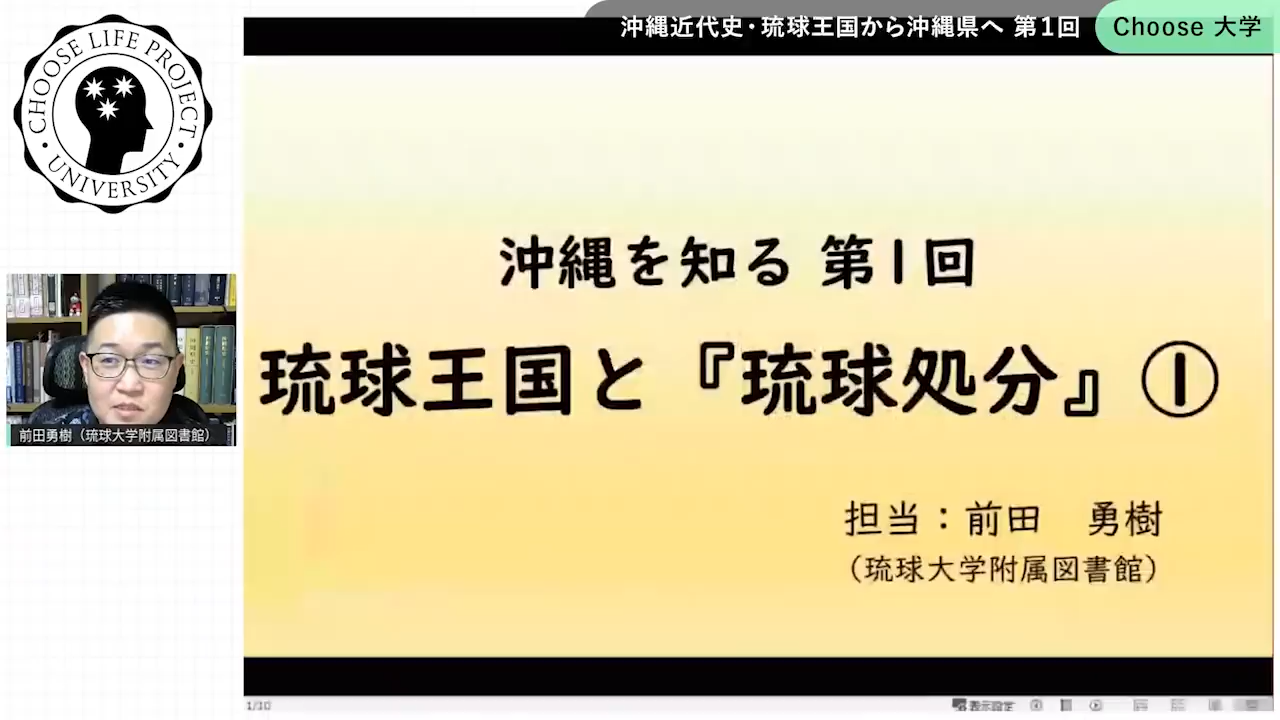 沖縄近代史・琉球王国から沖縄県へ 第1回
Choose 大学
CHOOSE LIFE PROJECT
・UNIVERSITY・
沖縄を知る 第1回
琉球王国と『琉球処分』①
担当：前田　勇樹
（琉球大学附属図書館）
前田勇樹（琉球大学附属図書館）
1/10
表示設定